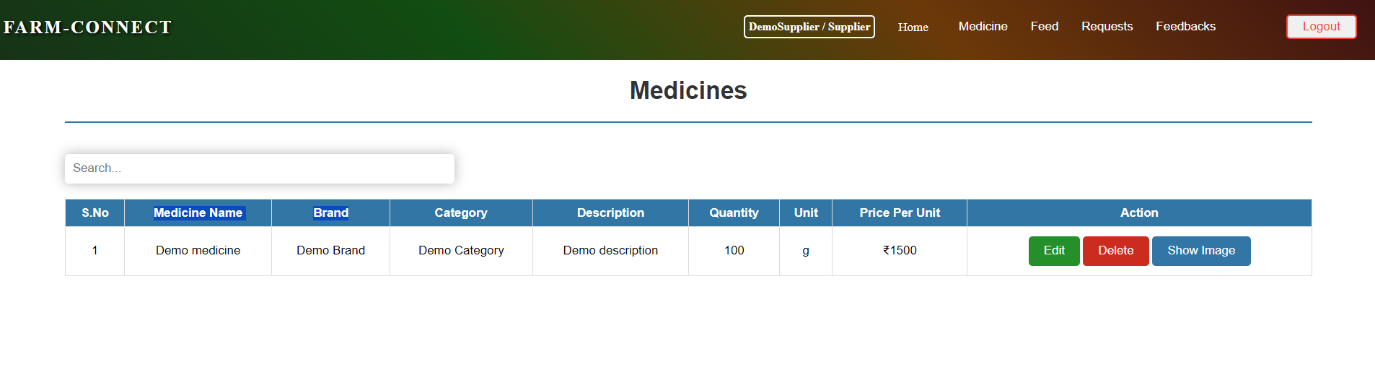 FARM-CONNECT DemoSupplier / Supplier Home Medicine Feed Requests Feedbacks Logout
Medicines
Search...
S.No Medicine Name Brand Category Description Quantity Unit Price Per Unit Action
1 Demo medicine Demo Brand Demo Category Demo description 100 g ₹1500 Edit Delete Show Image